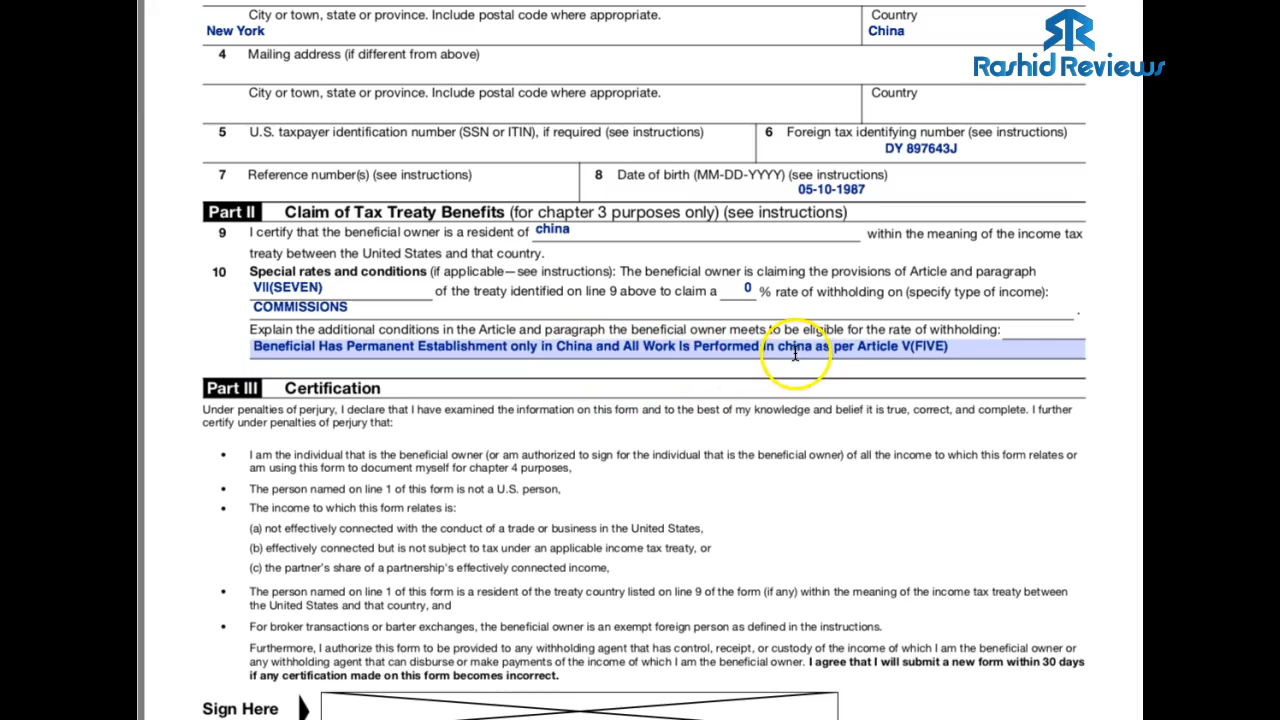 City or town, state or province. Include postal code where appropriate. Country
New York China
Rashid Reviews
4 Mailing address (if different from above)
City or town, state or province. Include postal code where appropriate. Country
5 U.S. taxpayer identification number (SSN or ITIN), if required (see instructions) 6 Foreign tax identifying number (see instructions)
DY 897643J
7 Reference number(s) (see instructions) 8 Date of birth (MM-DD-YYYY) (see instructions)
05-10-1987
Part II Claim of Tax Treaty Benefits (for chapter 3 purposes only) (see instructions)
9 I certify that the beneficial owner is a resident of china within the meaning of the income tax
treaty between the United States and that country.
10 Special rates and conditions (if applicable—see instructions): The beneficial owner is claiming the provisions of Article and paragraph
VII(SEVEN) of the treaty identified on line 9 above to claim a 0 % rate of withholding on (specify type of income):
COMMISSIONS .
Explain the additional conditions in the Article and paragraph the beneficial owner meets to be eligible for the rate of withholding:
Beneficial Has Permanent Establishment only in China and All Work Is Performed in china as per Article V(FIVE)
Part III Certification
Under penalties of perjury, I declare that I have examined the information on this form and to the best of my knowledge and belief it is true, correct, and complete. I further
certify under penalties of perjury that:
• I am the individual that is the beneficial owner (or am authorized to sign for the individual that is the beneficial owner) of all the income to which this form relates or
am using this form to document myself for chapter 4 purposes,
• The person named on line 1 of this form is not a U.S. person,
• The income to which this form relates is:
(a) not effectively connected with the conduct of a trade or business in the United States,
(b) effectively connected but is not subject to tax under an applicable income tax treaty, or
(c) the partner's share of a partnership's effectively connected income,
• The person named on line 1 of this form is a resident of the treaty country listed on line 9 of the form (if any) within the meaning of the income tax treaty between
the United States and that country, and
• For broker transactions or barter exchanges, the beneficial owner is an exempt foreign person as defined in the instructions.
Furthermore, I authorize this form to be provided to any withholding agent that has control, receipt, or custody of the income of which I am the beneficial owner or
any withholding agent that can disburse or make payments of the income of which I am the beneficial owner. I agree that I will submit a new form within 30 days
if any certification made on this form becomes incorrect.
Sign Here